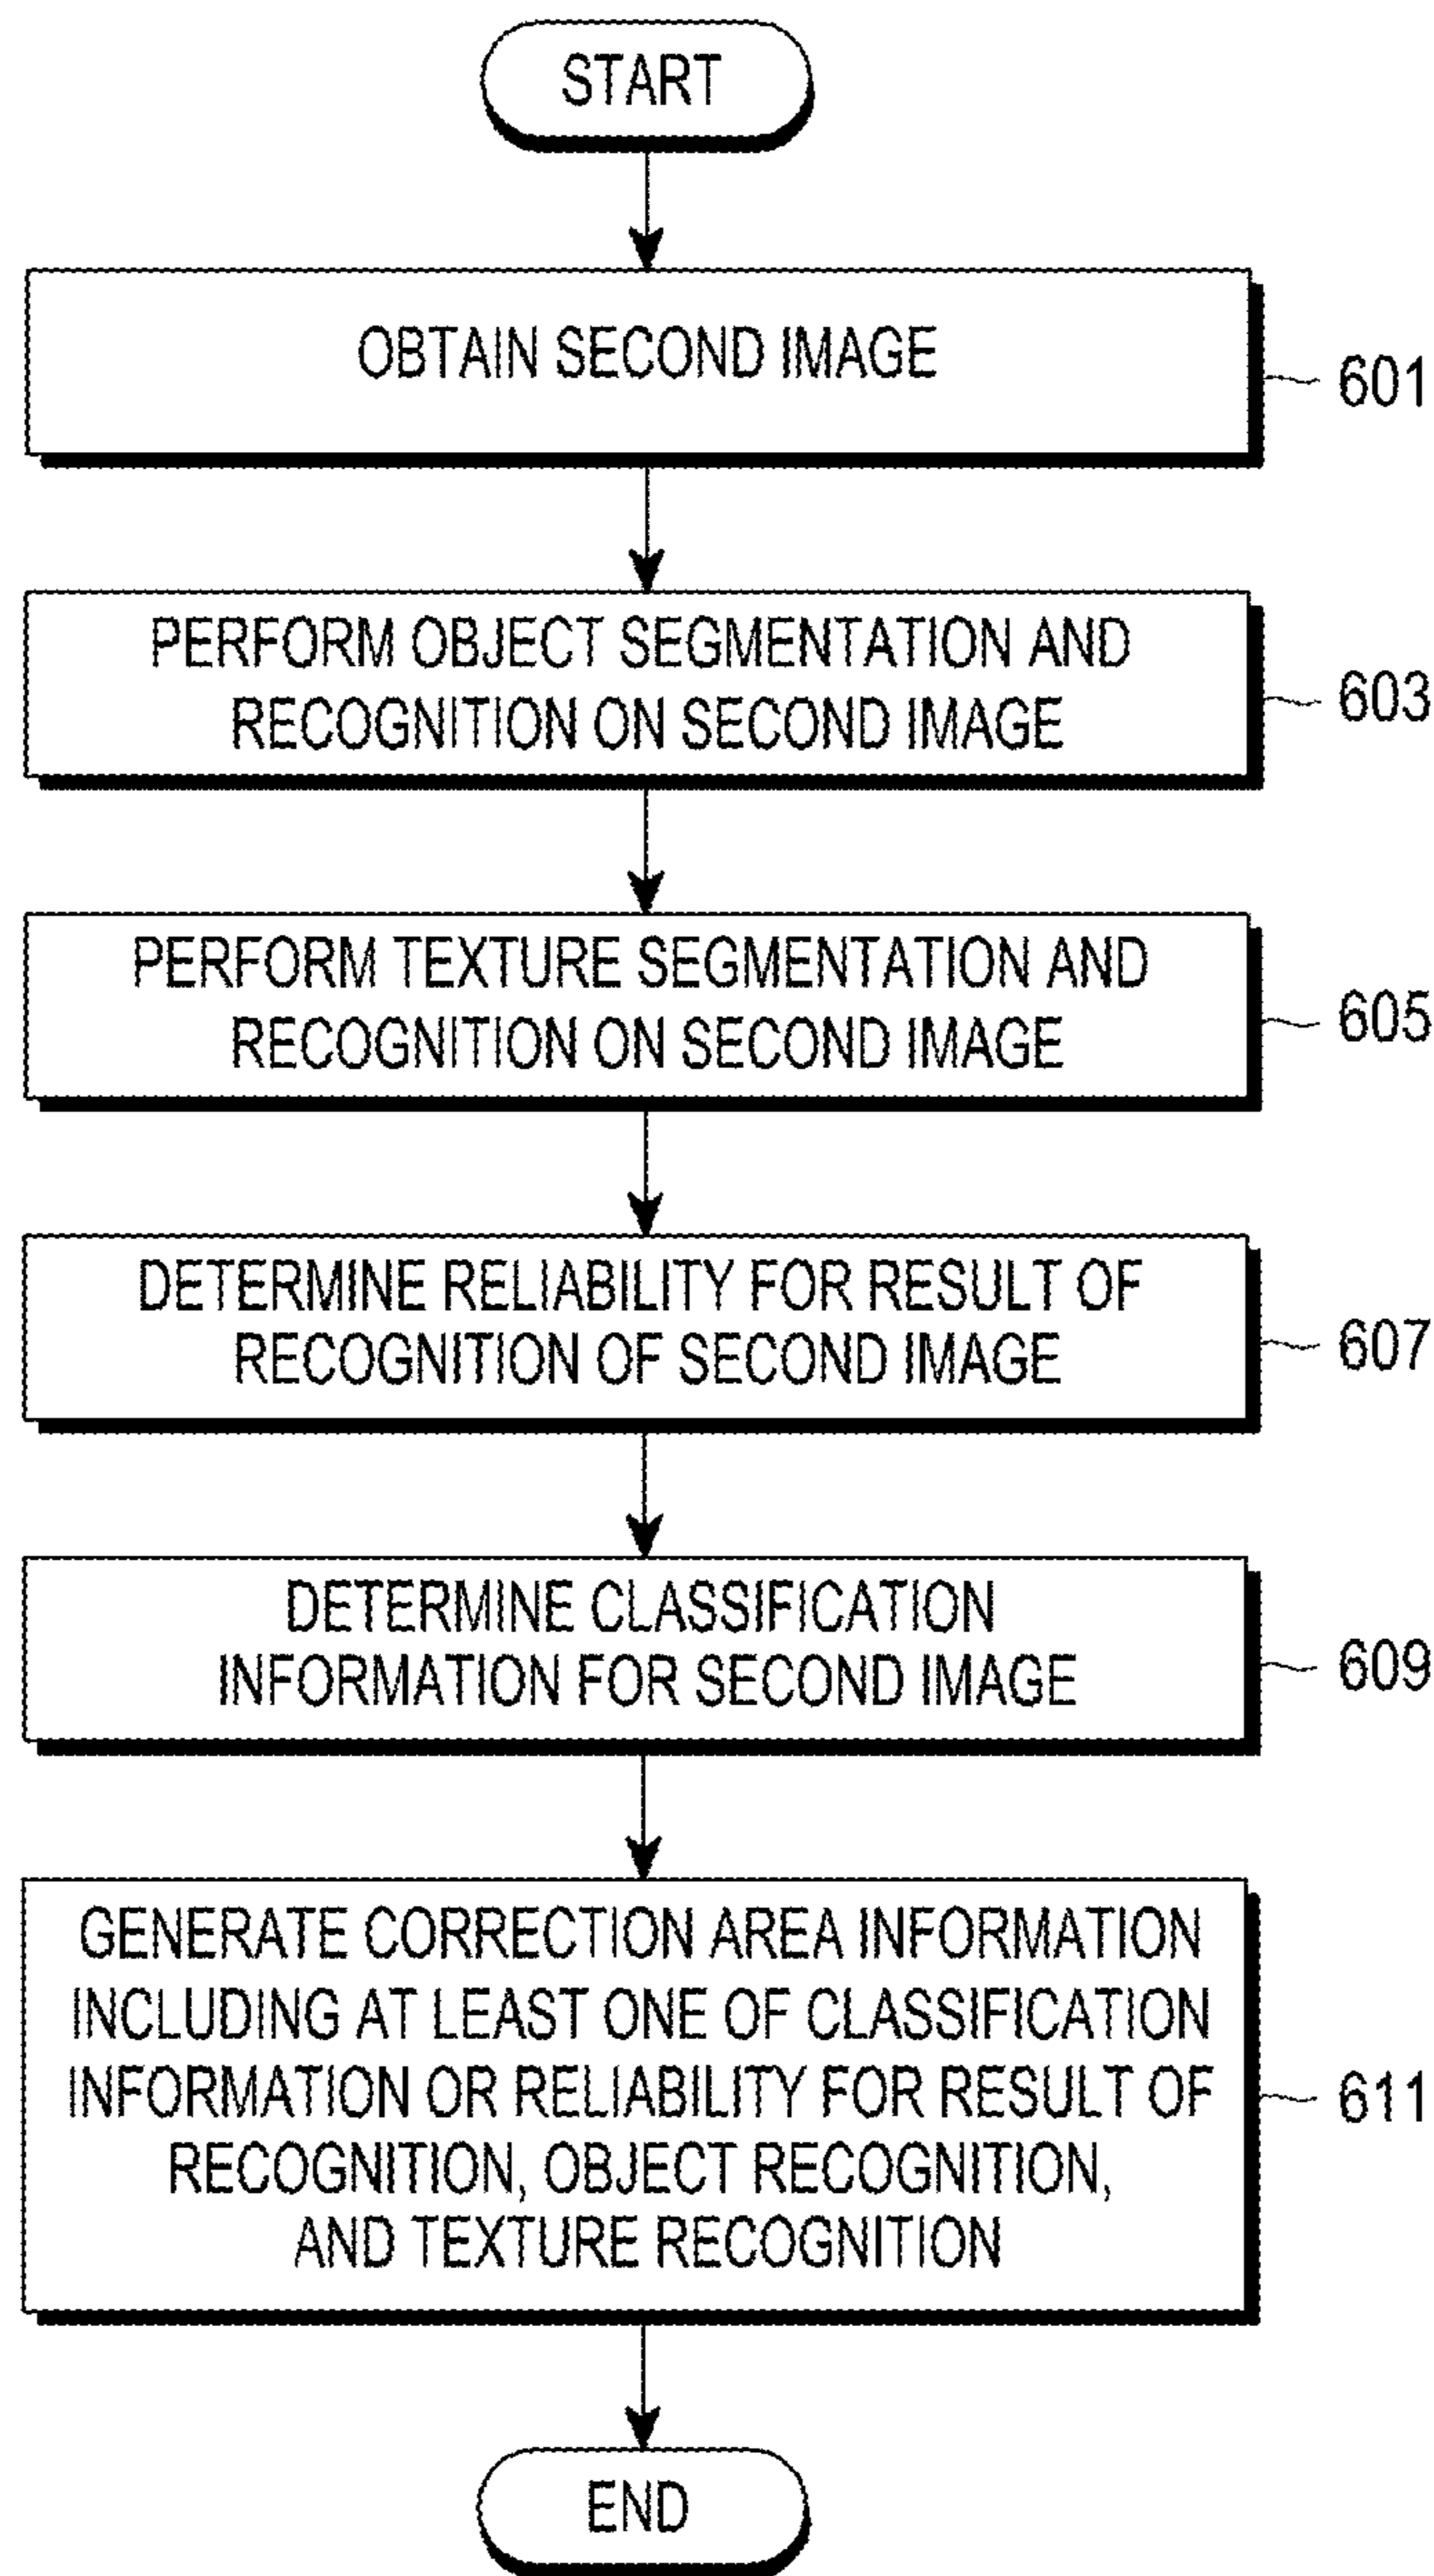 START
OBTAIN SECOND IMAGE
601
PERFORM OBJECT SEGMENTATION AND
RECOGNITION ON SECOND IMAGE
603
PERFORM TEXTURE SEGMENTATION AND
RECOGNITION ON SECOND IMAGE
605
DETERMINE RELIABILITY FOR RESULT OF
RECOGNITION OF SECOND IMAGE
607
DETERMINE CLASSIFICATION
INFORMATION FOR SECOND IMAGE
609
GENERATE CORRECTION AREA INFORMATION
INCLUDING AT LEAST ONE OF CLASSIFICATION
INFORMATION OR RELIABILITY FOR RESULT OF
RECOGNITION, OBJECT RECOGNITION,
AND TEXTURE RECOGNITION
611
END